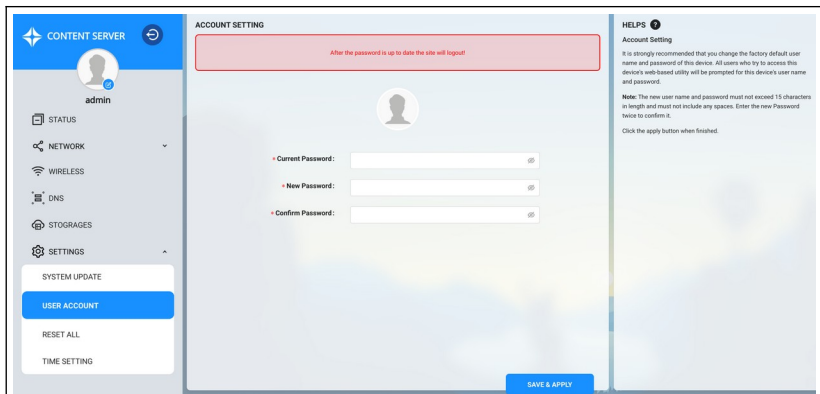 CONTENT SERVER
admin
STATUS
NETWORK
WIRELESS
DNS
STOGRAGES
SETTINGS
SYSTEM UPDATE
USER ACCOUNT
RESET ALL
TIME SETTING
ACCOUNT SETTING
After the password is up to date the site will logout!
* Current Password :
* New Password :
* Confirm Password :
SAVE & APPLY
HELPS ?
Account Setting
It is strongly recommended that you change the factory default user
name and password of this device. All users who try to access this
device's web-based utility will be prompted for this device's user name
and password.
Note: The new user name and password must not exceed 15 characters
in length and must not include any spaces. Enter the new Password
twice to confirm it.
Click the apply button when finished.